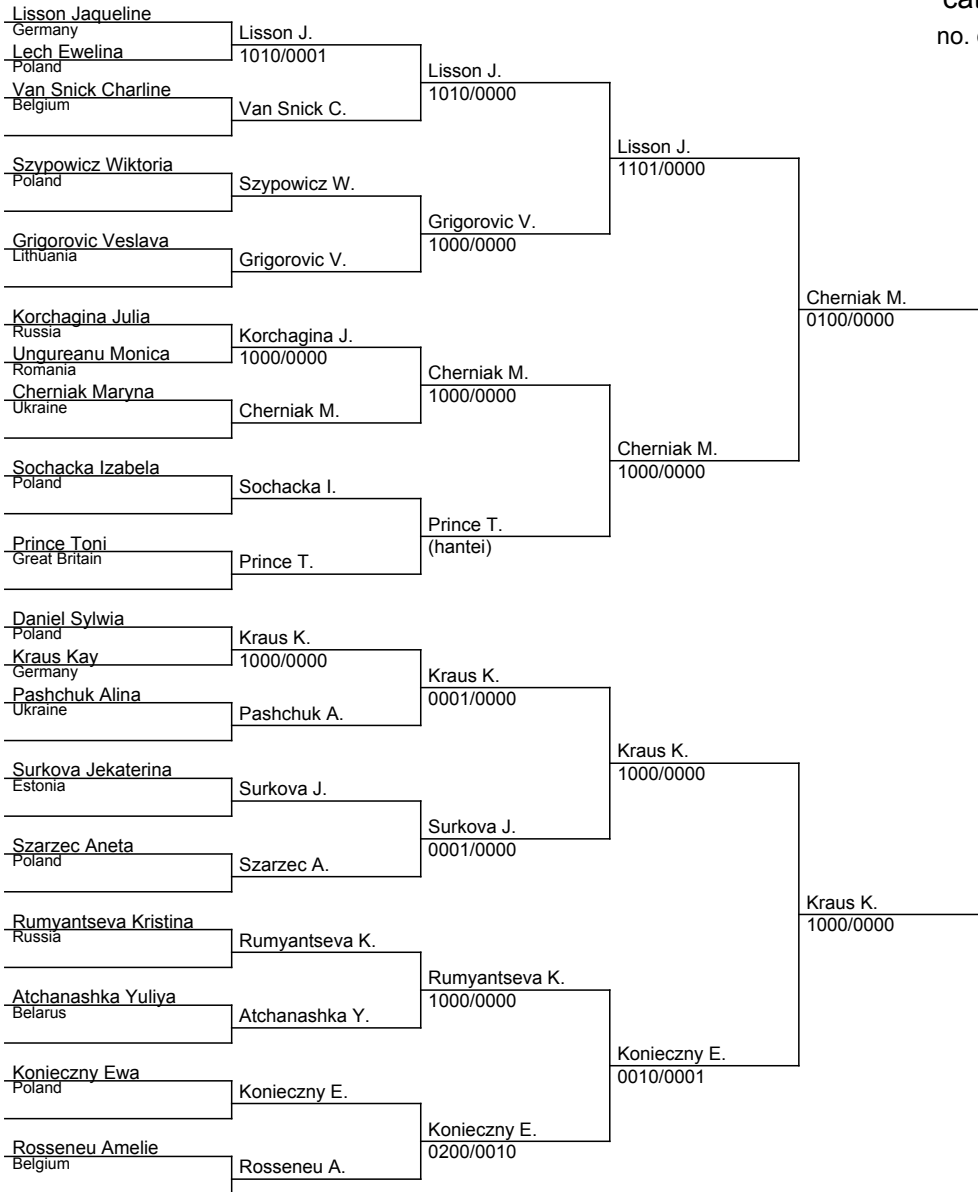 cat
no.
Lisson Jaqueline
Germany
Lech Ewelina
Poland
Van Snick Charline
Belgium
Szypowicz Wiktoria
Poland
Grigorovic Veslava
Lithuania
Korchagina Julia
Russia
Ungureanu Monica
Romania
Cherniak Maryna
Ukraine
Sochacka Izabela
Poland
Prince Toni
Great Britain
Daniel Sylwia
Poland
Kraus Kay
Germany
Pashchuk Alina
Ukraine
Surkova Jekaterina
Estonia
Szarzec Aneta
Poland
Rumyantseva Kristina
Russia
Atchanashka Yuliya
Belarus
Konieczny Ewa
Poland
Rosseneu Amelie
Belgium
Lisson J.
1010/0001
Van Snick C.
Szypowicz W.
Grigorovic V.
Korchagina J.
1000/0000
Cherniak M.
Sochacka I.
Prince T.
Kraus K.
1000/0000
Pashchuk A.
Surkova J.
Szarzec A.
Rumyantseva K.
Atchanashka Y.
Konieczny E.
Rosseneu A.
Lisson J.
1010/0000
Grigorovic V.
1000/0000
Cherniak M.
1000/0000
Prince T.
(hantei)
Kraus K.
0001/0000
Surkova J.
0001/0000
Rumyantseva K.
1000/0000
Konieczny E.
0200/0010
Lisson J.
1101/0000
Cherniak M.
1000/0000
Kraus K.
1000/0000
Konieczny E.
0010/0001
Cherniak M.
0100/0000
Kraus K.
1000/0000